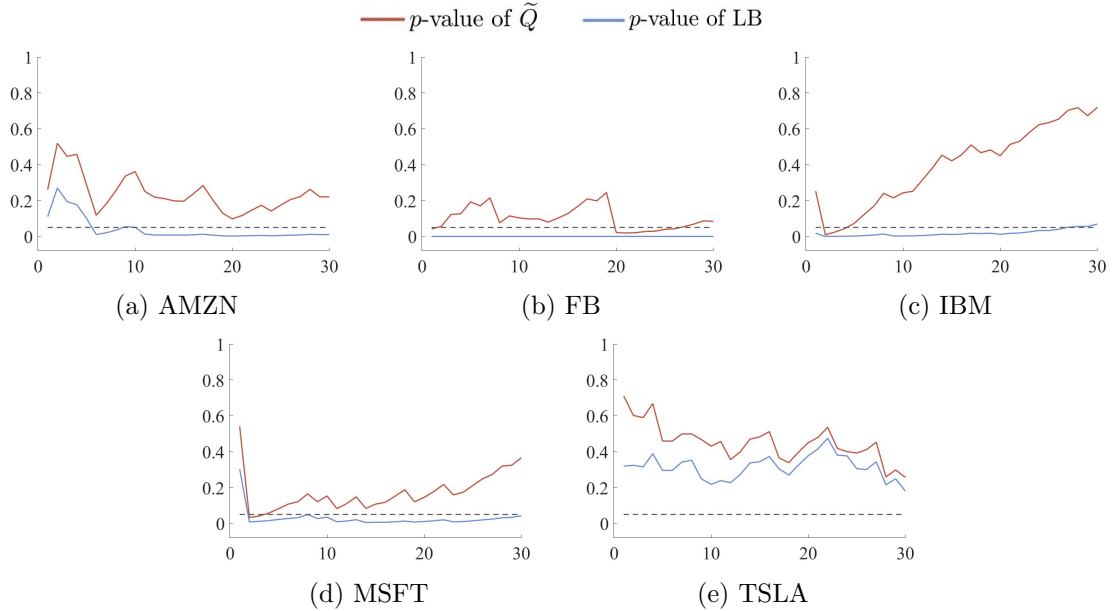 p-value of Q̃ p-value of LB
1 1 1
0.8 0.8 0.8
0.6 0.6 0.6
0.4 0.4 0.4
0.2 0.2 0.2
0 0 0
0 10 20 30 0 10 20 30 0 10 20 30
(a) AMZN (b) FB (c) IBM
1 1
0.8 0.8
0.6 0.6
0.4 0.4
0.2 0.2
0 0
0 10 20 30 0 10 20 30
(d) MSFT (e) TSLA